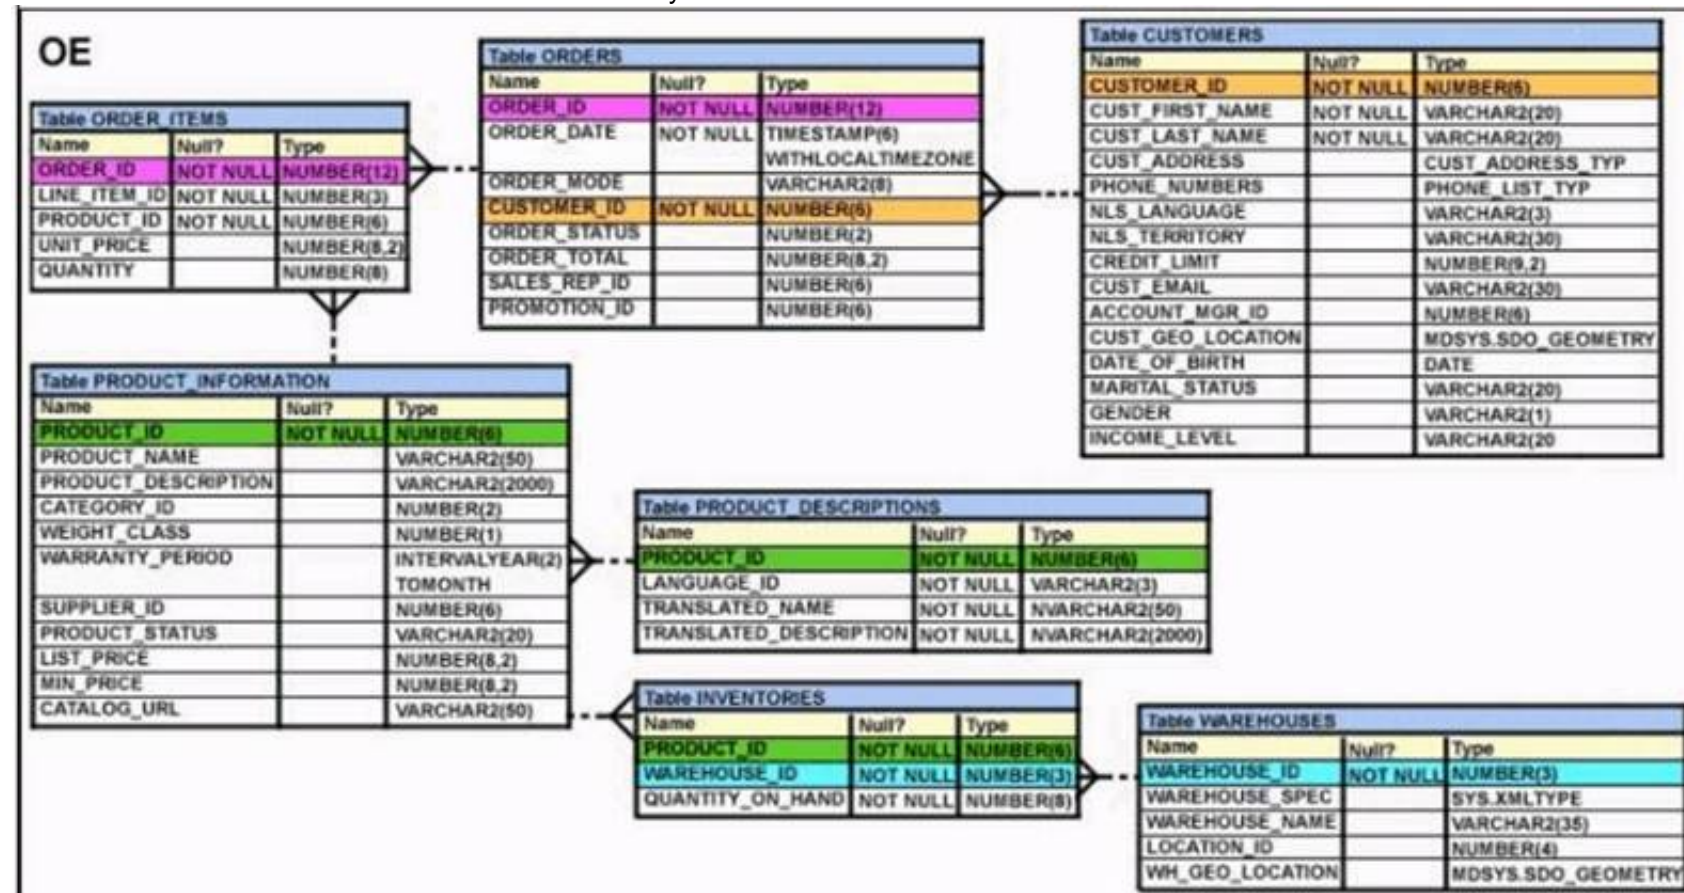 OE
Table ORDER_ITEMS
Name Null? Type
ORDER_ID NOT NULL NUMBER(12)
LINE_ITEM_ID NOT NULL NUMBER(3)
PRODUCT_ID NOT NULL NUMBER(6)
UNIT_PRICE NUMBER(8,2)
QUANTITY NUMBER(8)
Table ORDERS
Name Null? Type
ORDER_ID NOT NULL NUMBER(12)
ORDER_DATE NOT NULL TIMESTAMP(6)
WITHLOCALTIMEZONE
ORDER_MODE VARCHAR2(8)
CUSTOMER_ID NOT NULL NUMBER(6)
ORDER_STATUS NUMBER(2)
ORDER_TOTAL NUMBER(8,2)
SALES_REP_ID NUMBER(6)
PROMOTION_ID NUMBER(6)
Table CUSTOMERS
Name Null? Type
CUSTOMER_ID NOT NULL NUMBER(6)
CUST_FIRST_NAME NOT NULL VARCHAR2(20)
CUST_LAST_NAME NOT NULL VARCHAR2(20)
CUST_ADDRESS CUST_ADDRESS_TYP
PHONE_NUMBERS PHONE_LIST_TYP
NLS_LANGUAGE VARCHAR2(3)
NLS_TERRITORY VARCHAR2(30)
CREDIT_LIMIT NUMBER(9,2)
CUST_EMAIL VARCHAR2(30)
ACCOUNT_MGR_ID NUMBER(6)
CUST_GEO_LOCATION MDSYS.SDO_GEOMETRY
DATE_OF_BIRTH DATE
MARITAL_STATUS VARCHAR2(20)
GENDER VARCHAR2(1)
INCOME_LEVEL VARCHAR2(20
Table PRODUCT_INFORMATION
Name Null? Type
PRODUCT_ID NOT NULL NUMBER(6)
PRODUCT_NAME VARCHAR2(50)
PRODUCT_DESCRIPTION VARCHAR2(2000)
CATEGORY_ID NUMBER(2)
WEIGHT_CLASS NUMBER(1)
WARRANTY_PERIOD INTERVALYEAR(2)
TOMONTH
SUPPLIER_ID NUMBER(6)
PRODUCT_STATUS VARCHAR2(20)
LIST_PRICE NUMBER(8,2)
MIN_PRICE NUMBER(8,2)
CATALOG_URL VARCHAR2(50)
Table PRODUCT_DESCRIPTIONS
Name Null? Type
PRODUCT_ID NOT NULL NUMBER(6)
LANGUAGE_ID NOT NULL VARCHAR2(3)
TRANSLATED_NAME NOT NULL NVARCHAR2(50)
TRANSLATED_DESCRIPTION NOT NULL NVARCHAR2(2000)
Table INVENTORIES
Name Null? Type
PRODUCT_ID NOT NULL NUMBER(6)
WAREHOUSE_ID NOT NULL NUMBER(3)
QUANTITY_ON_HAND NOT NULL NUMBER(8)
Table WAREHOUSES
Name Null? Type
WAREHOUSE_ID NOT NULL NUMBER(3)
WAREHOUSE_SPEC SYS.XMLTYPE
WAREHOUSE_NAME VARCHAR2(35)
LOCATION_ID NUMBER(4)
WH_GEO_LOCATION MDSYS.SDO_GEOMETRY